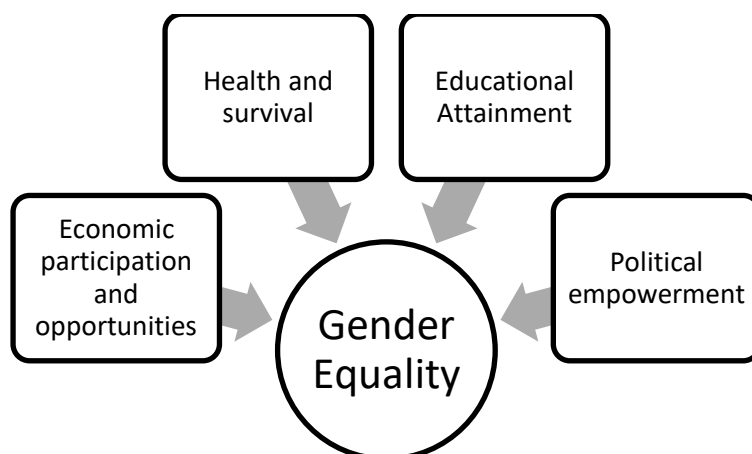 Health and
survival
Educational
Attainment
Economic
participation
and
opportunities
Political
empowerment
Gender
Equality